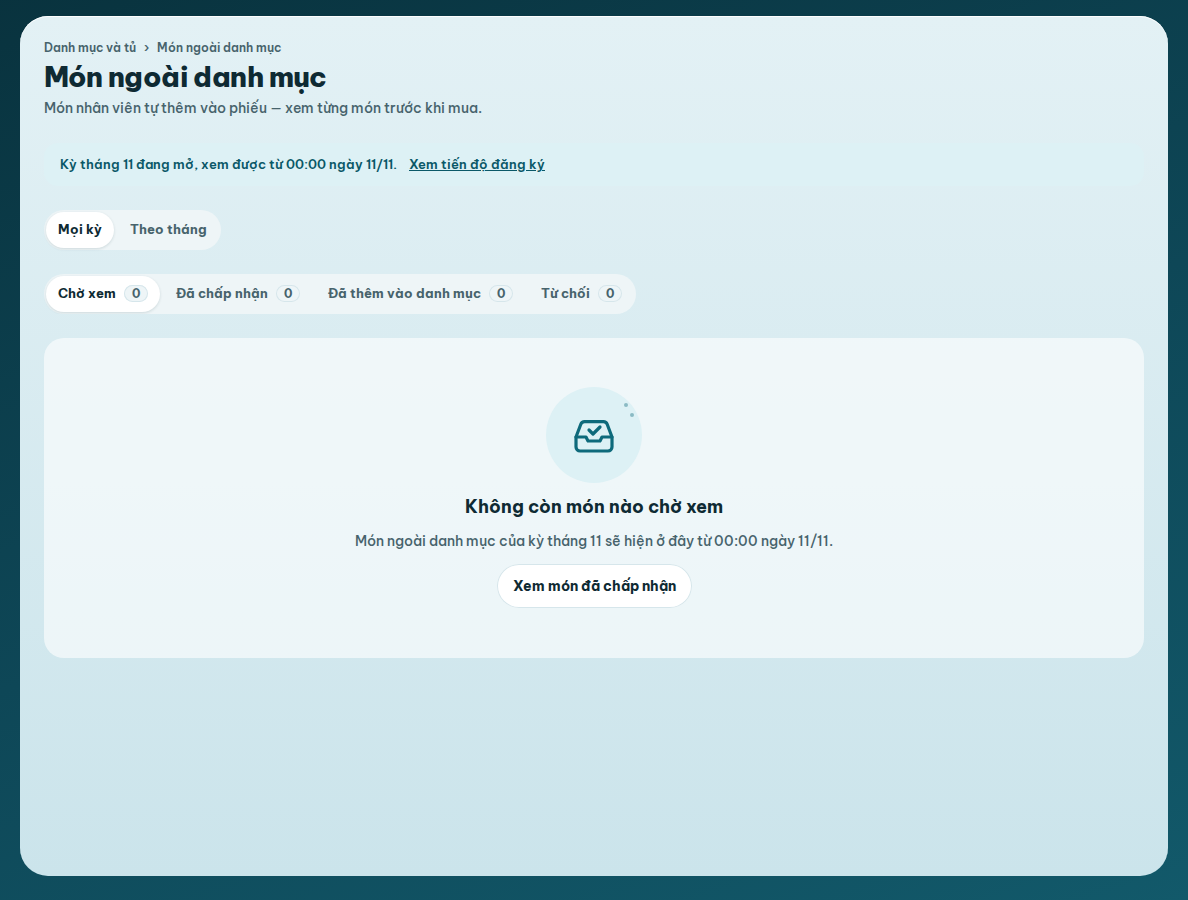 Danh mục và tủ › Món ngoài danh mục
Món ngoài danh mục
Món nhân viên tự thêm vào phiếu — xem từng món trước khi mua.
Kỳ tháng 11 đang mở, xem được từ 00:00 ngày 11/11. Xem tiến độ đăng ký
Mọi kỳ Theo tháng
Chờ xem 0 Đã chấp nhận 0 Đã thêm vào danh mục 0 Từ chối 0
Không còn món nào chờ xem
Món ngoài danh mục của kỳ tháng 11 sẽ hiện ở đây từ 00:00 ngày 11/11.
Xem món đã chấp nhận